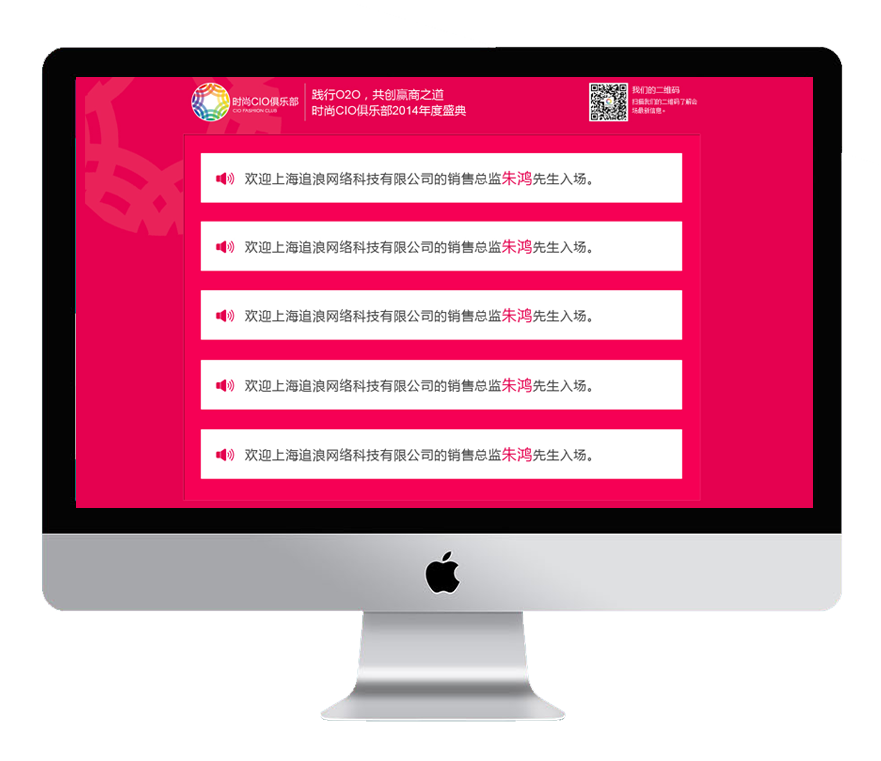 时尚CIO俱乐部
CIO FASHION CLUB
践行O2O，共创赢商之道
时尚CIO俱乐部2014年度盛典
我们的二维码
扫描我们的二维码了解会
场最新信息~
欢迎上海追浪网络科技有限公司的销售总监朱鸿先生入场。
欢迎上海追浪网络科技有限公司的销售总监朱鸿先生入场。
欢迎上海追浪网络科技有限公司的销售总监朱鸿先生入场。
欢迎上海追浪网络科技有限公司的销售总监朱鸿先生入场。
欢迎上海追浪网络科技有限公司的销售总监朱鸿先生入场。